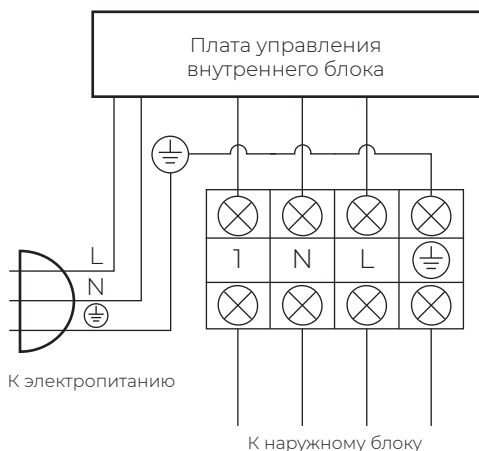 Плата управления
внутреннего блока
L
N
1 N L
К электропитанию
К наружному блоку